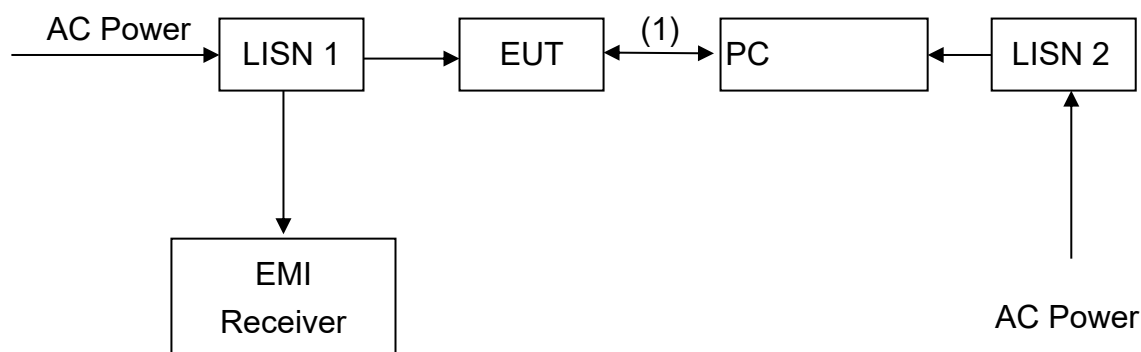 AC Power
LISN 1
EUT
(1)
PC
LISN 2
EMI
Receiver
AC Power